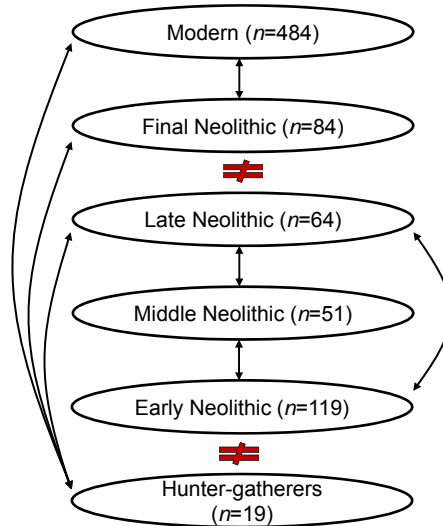 Modern (n=484)
Final Neolithic (n=84)
≠
Late Neolithic (n=64)
Middle Neolithic (n=51)
Early Neolithic (n=119)
≠
Hunter-gatherers
(n=19)